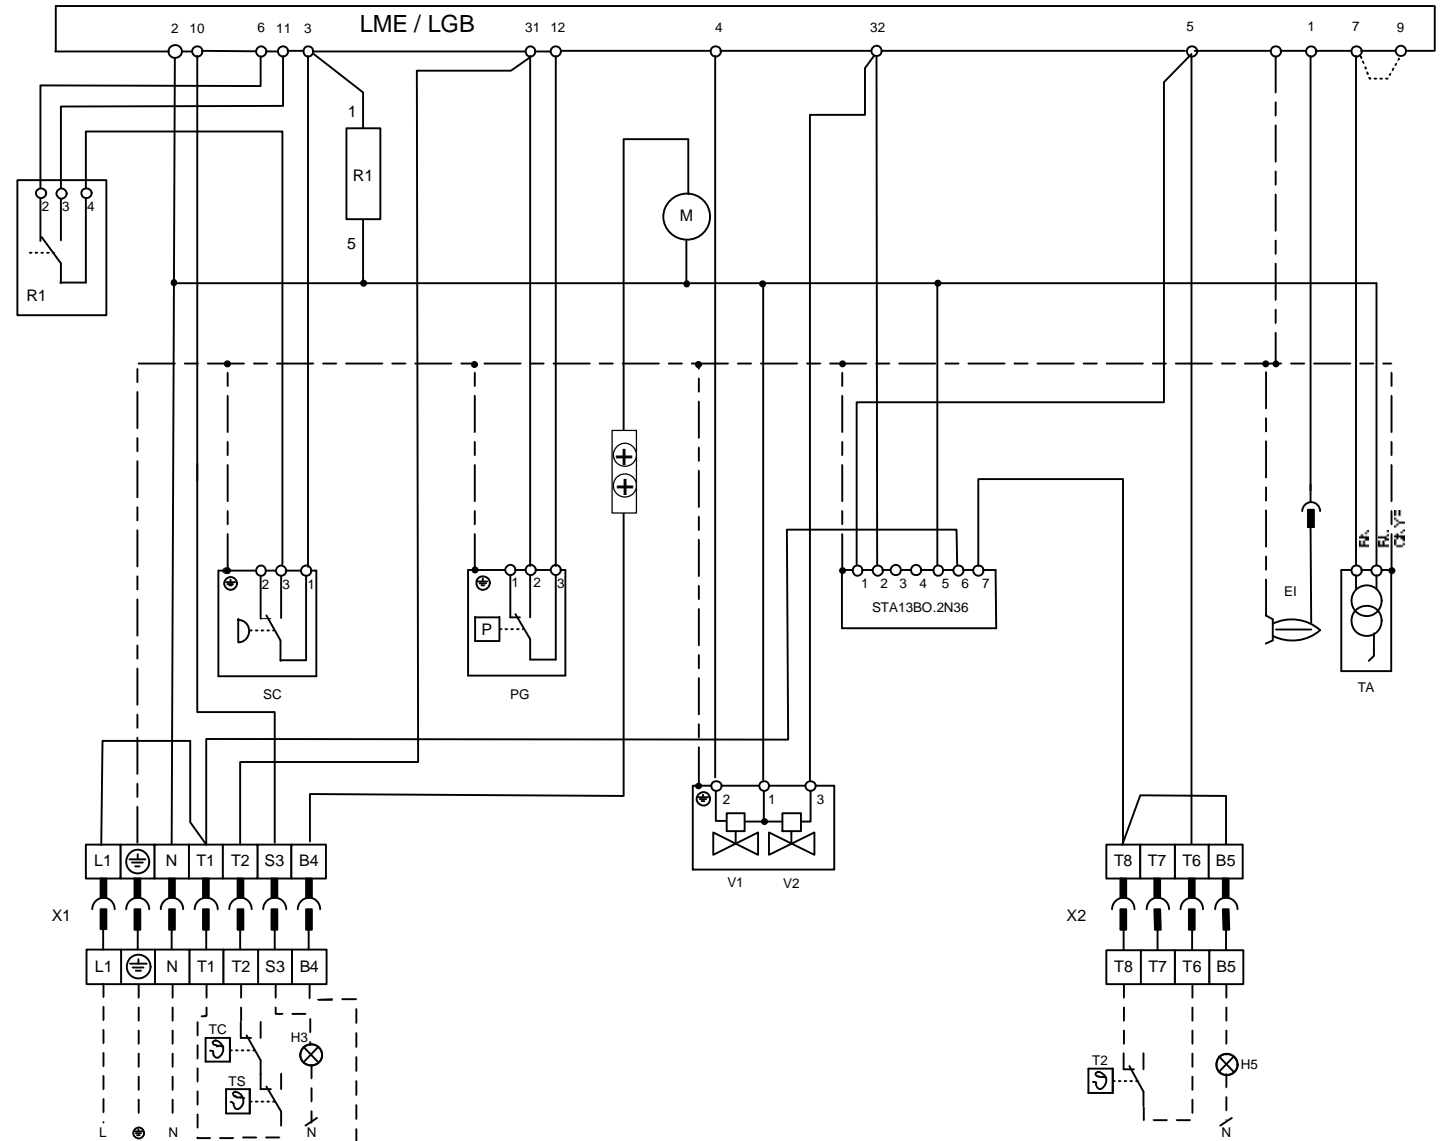 LME / LGB
2 10 6 11 3 31 12 4 32 5 1 7 9
1
R1
5
M
2 3 4
R1
2 3 1
SC
1 2 3
P
PG
1 2 3 4 5 6 7
STA13BO.2N36
EI
TA
2 1 3
V1 V2
L1 N T1 T2 S3 B4
T8 T7 T6 B5
X1
X2
L1 N T1 T2 S3 B4
T8 T7 T6 B5
TC
H3
TS
T2
H5
L N N
N